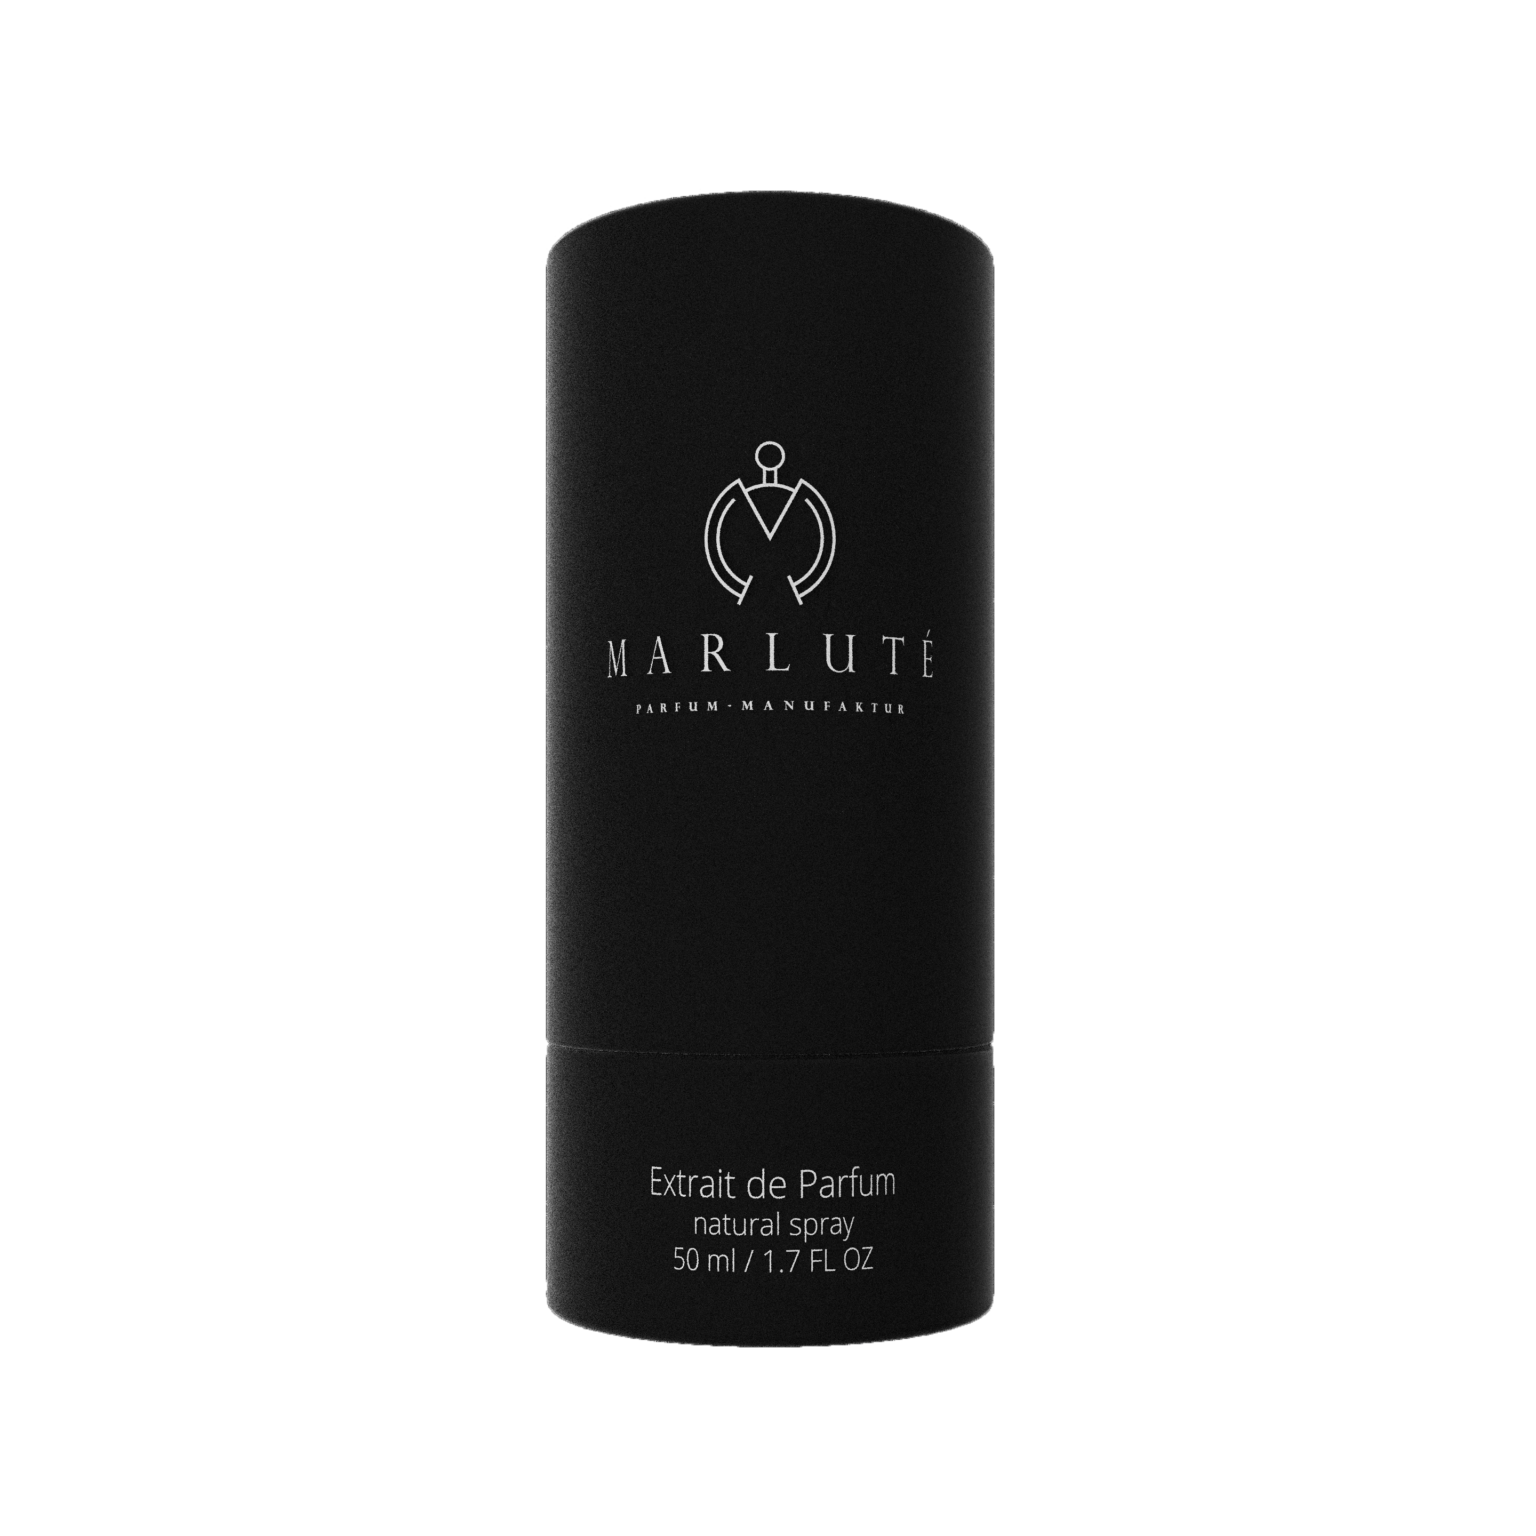 MARLUTÉ
PARFUM-MANUFAKTUR
Extrait de Parfum
natural spray
50 ml / 1.7 FL OZ